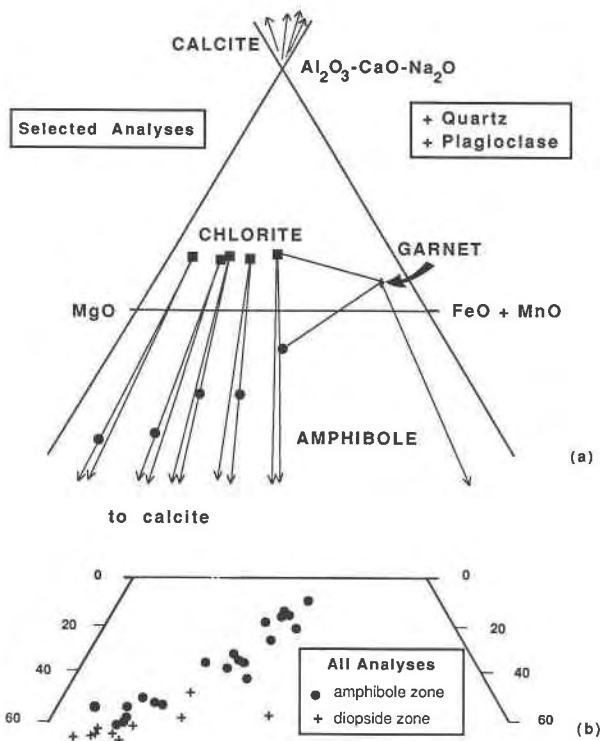 CALCITE
Al₂O₃-CaO-Na₂O
Selected Analyses
+ Quartz
+ Plagioclase
CHLORITE
GARNET
MgO
FeO + MnO
AMPHIBOLE
(a)
to calcite
0
0
20
20
40
40
60
60
All Analyses
● amphibole zone
+ diopside zone
(b)